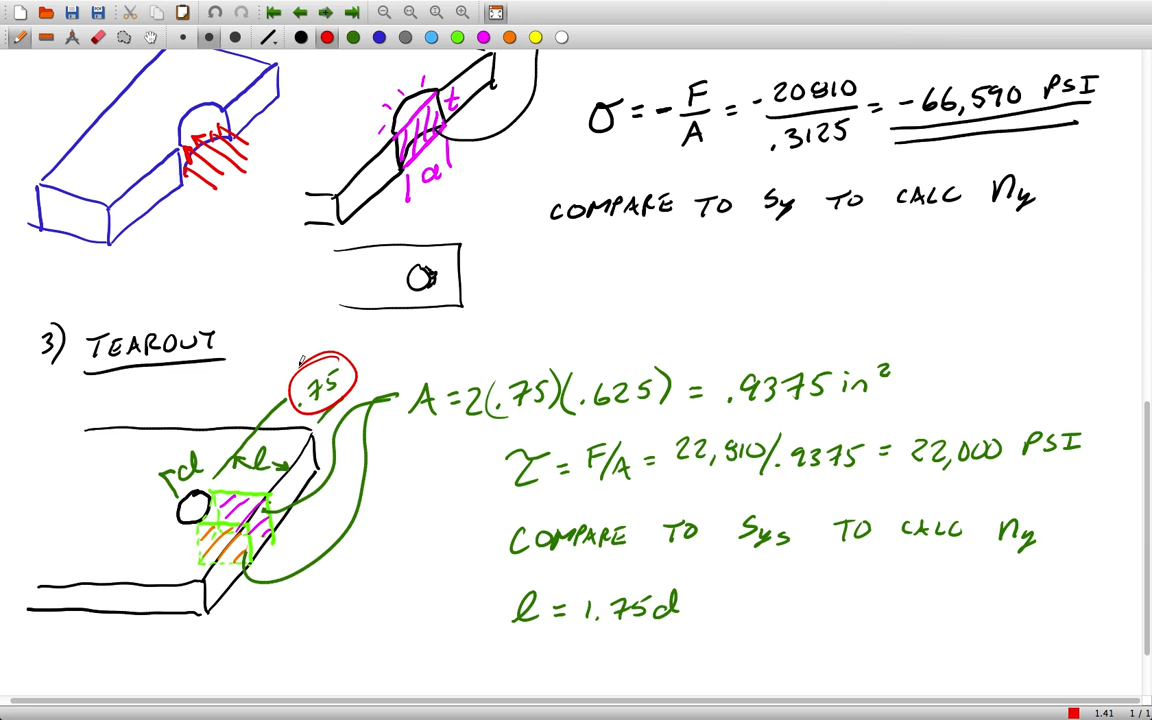 σ = - F/A = -20810/.3125 = -66,590 PSI
t
a
COMPARE TO Sy TO CALC ny
3) TEAROUT
.75
A = 2(.75)(.625) = .9375 in²
d
l
τ = F/A = 22,810/.9375 = 22,000 PSI
COMPARE TO Sys TO CALC ny
l = 1.75d
1.41 1 / 1